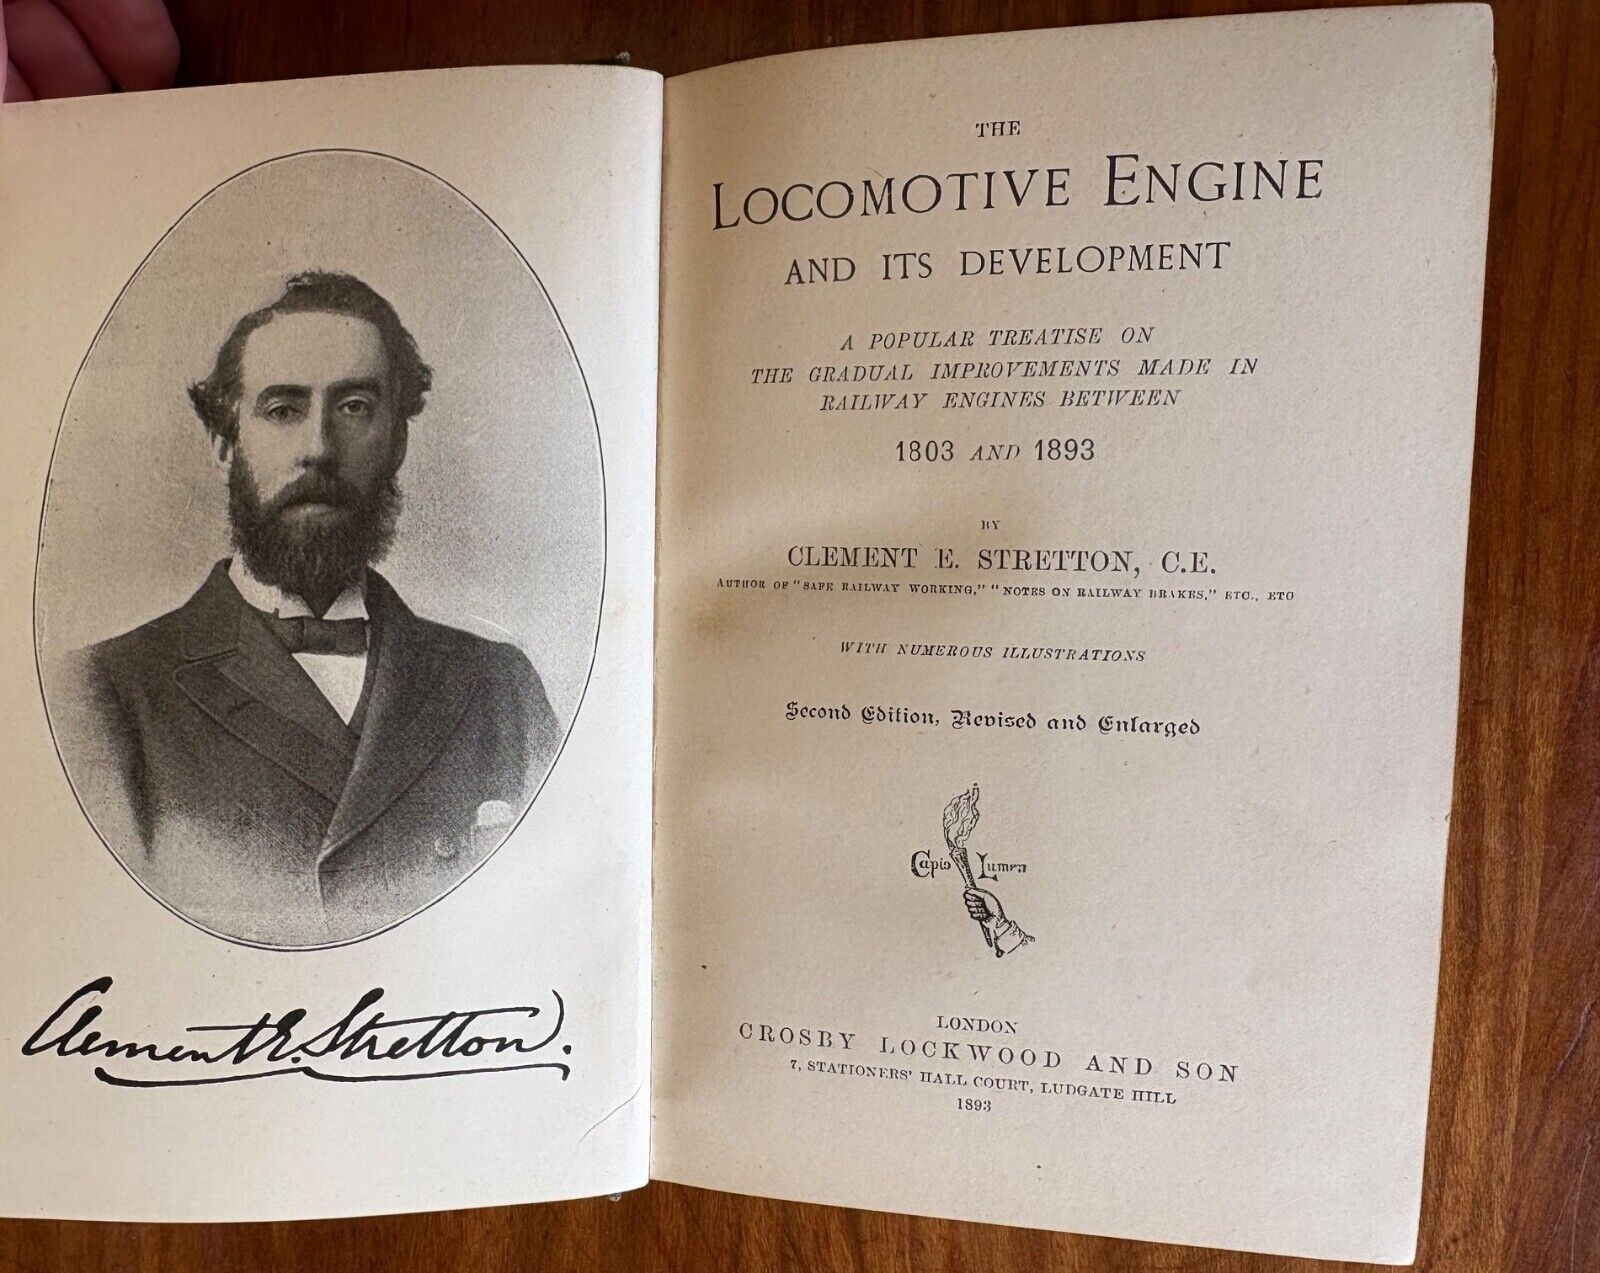 Clement E. Stretton.
THE
LOCOMOTIVE ENGINE
AND ITS DEVELOPMENT
A POPULAR TREATISE ON
THE GRADUAL IMPROVEMENTS MADE IN
RAILWAY ENGINES BETWEEN
1803 AND 1893
BY
CLEMENT E. STRETTON, C.E.
AUTHOR OF "SAFE RAILWAY WORKING," "NOTES ON RAILWAY BRAKES," ETC., ETC
WITH NUMEROUS ILLUSTRATIONS
Second Edition, Revised and Enlarged
Capio Lumen
LONDON
CROSBY LOCKWOOD AND SON
7, STATIONERS' HALL COURT, LUDGATE HILL
1893